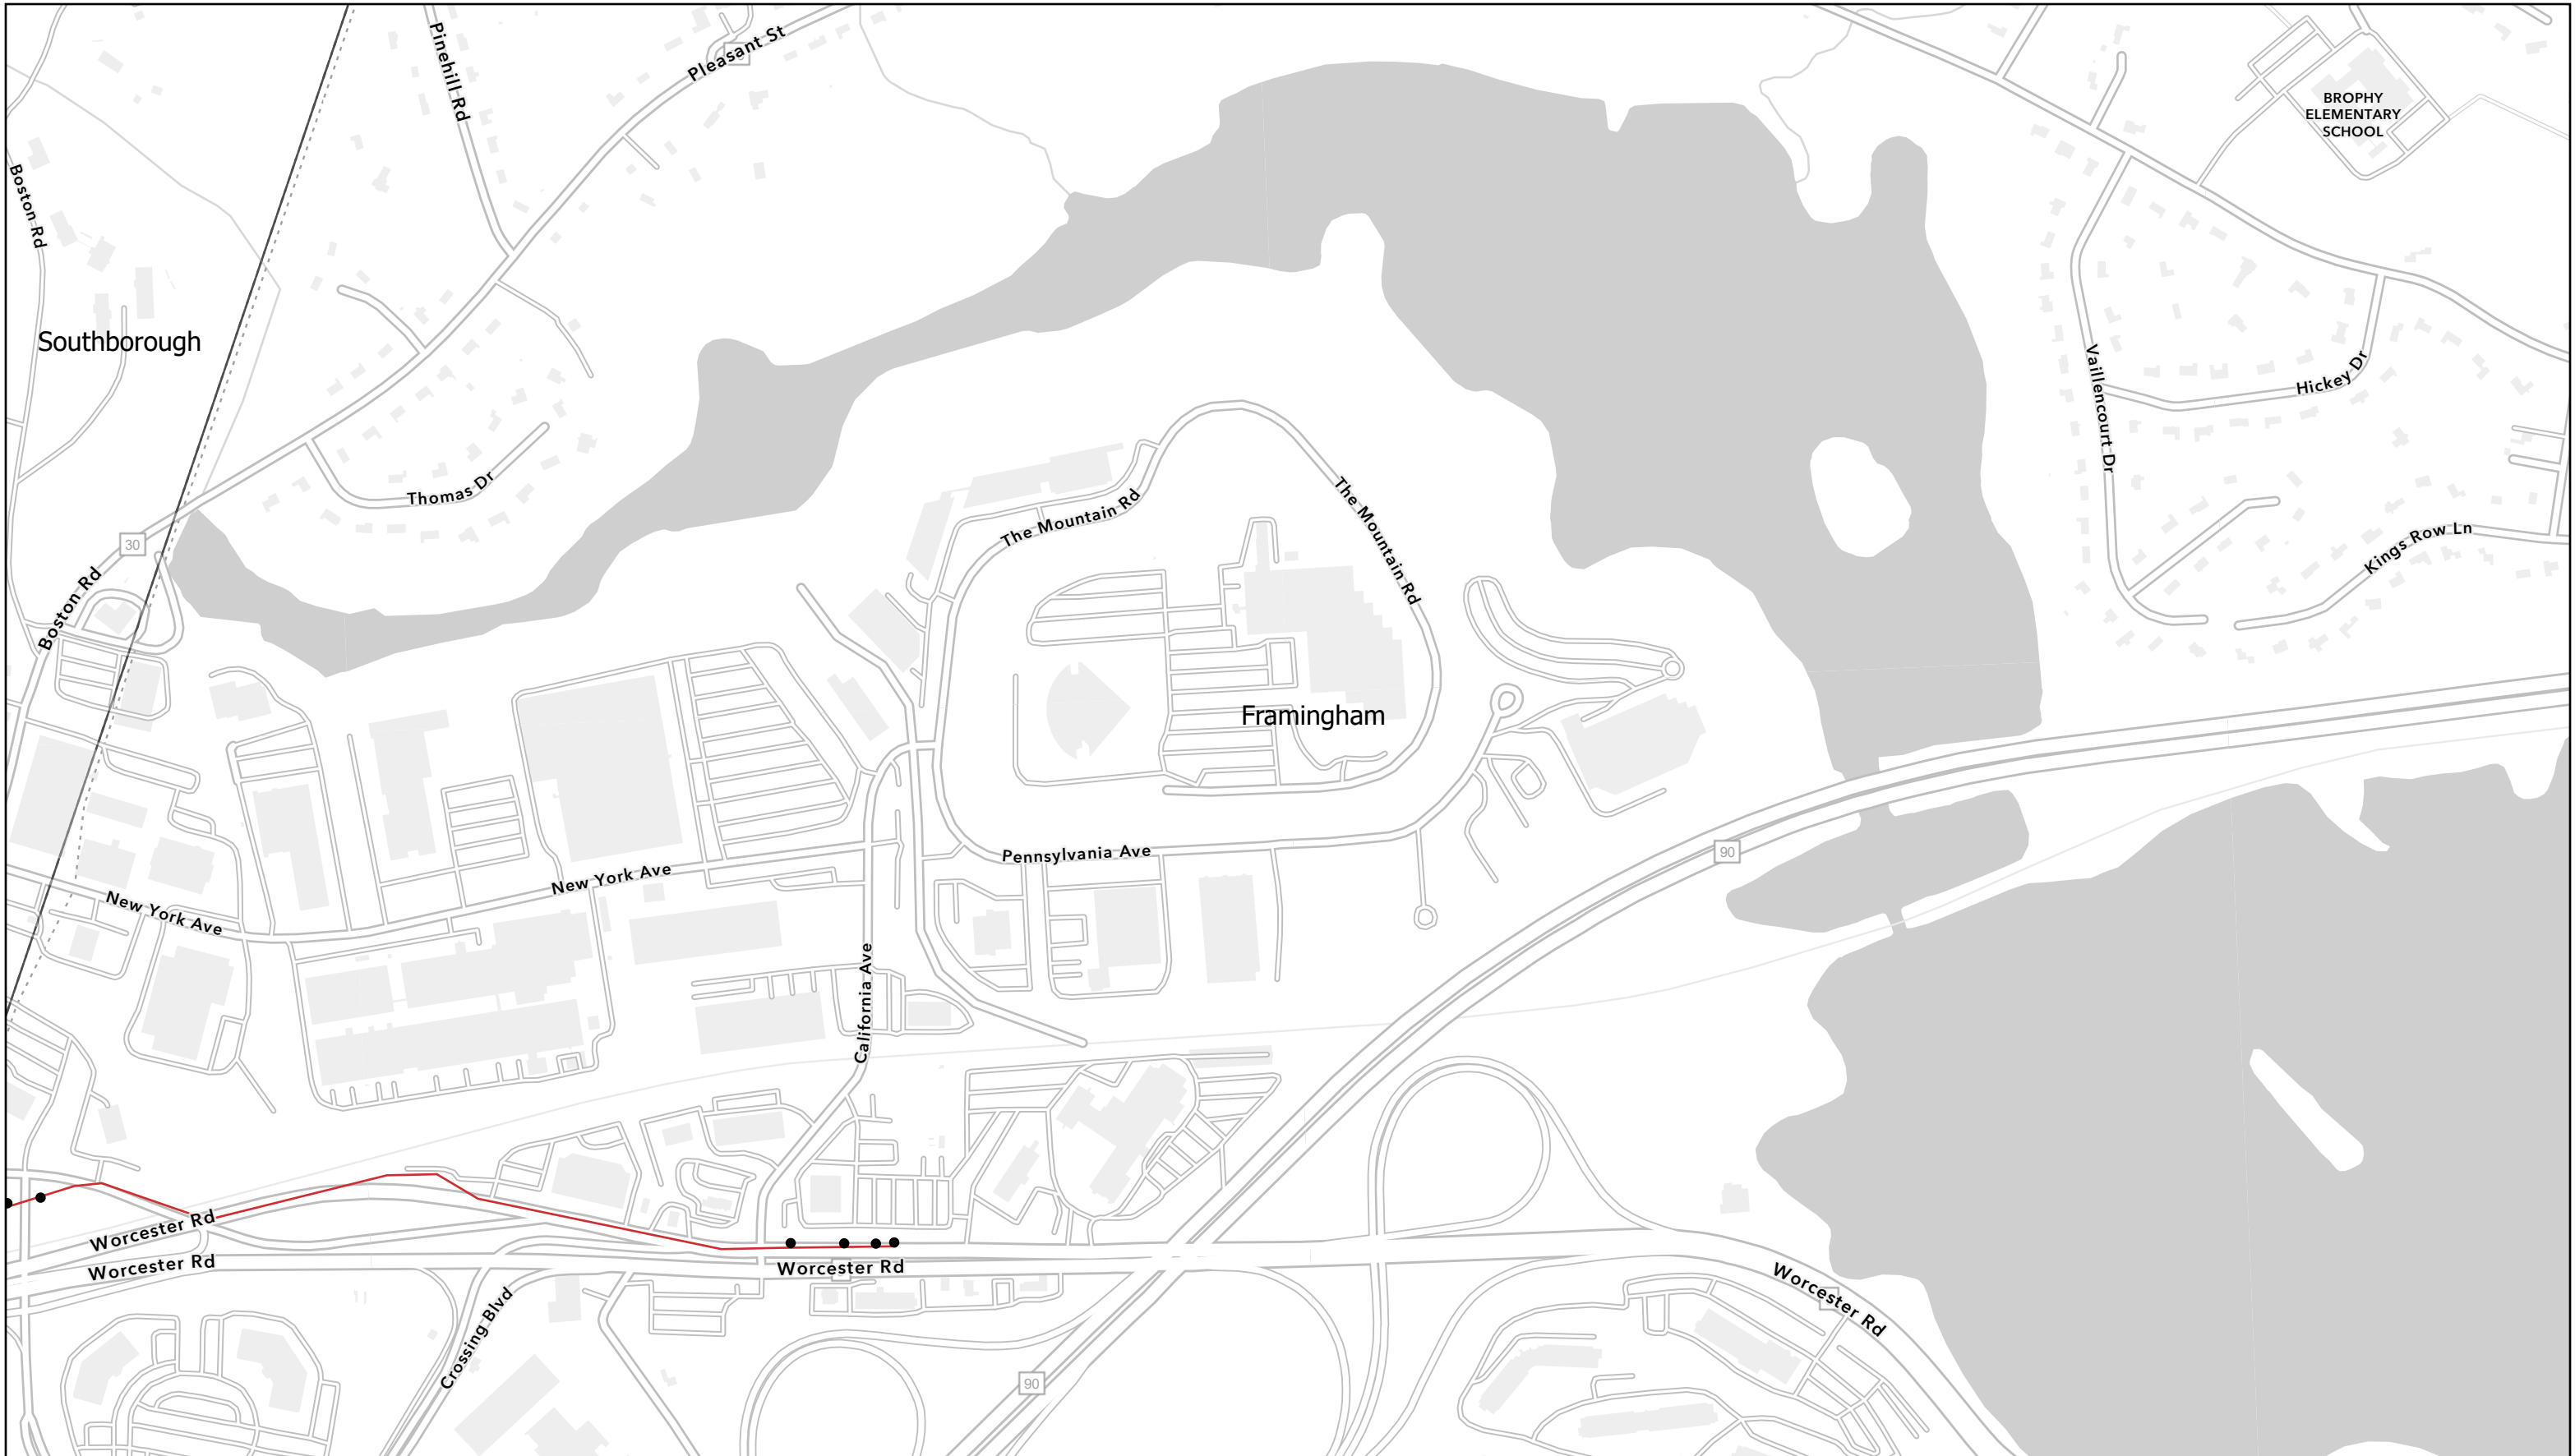 Pinehill Rd
Pleasant St
BROPHY
ELEMENTARY
SCHOOL
Boston Rd
Southborough
Vaillencourt Dr
Hickey Dr
Thomas Dr
The Mountain Rd
The Mountain Rd
30
Kings Row Ln
Boston Rd
Framingham
Pennsylvania Ave
90
New York Ave
New York Ave
California Ave
Worcester Rd
Worcester Rd
Worcester Rd
Worcester Rd
Crossing Blvd
90